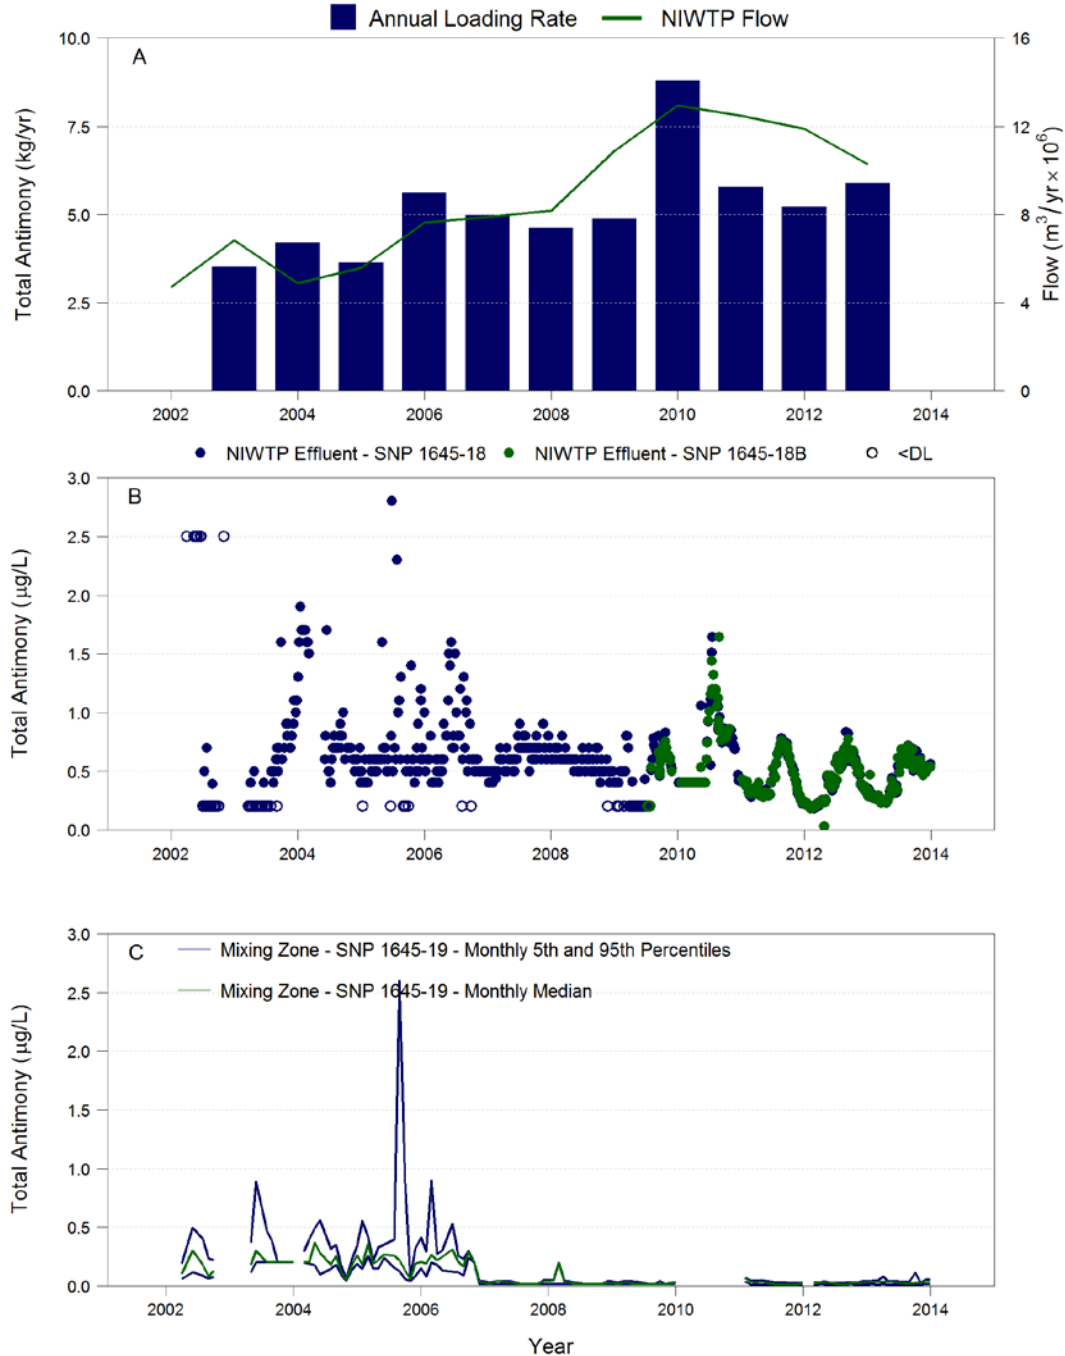 Annual Loading Rate NIWTP Flow
A
Total Antimony (kg/yr)
10.0
7.5
5.0
2.5
0.0
16
12
8
4
0
Flow (m³/yr×10⁶)
2002 2004 2006 2008 2010 2012 2014
NIWTP Effluent - SNP 1645-18 NIWTP Effluent - SNP 1645-18B <DL
B
Total Antimony (μg/L)
3.0
2.5
2.0
1.5
1.0
0.5
0.0
2002 2004 2006 2008 2010 2012 2014
C
Mixing Zone - SNP 1645-19 - Monthly 5th and 95th Percentiles
Mixing Zone - SNP 1645-19 - Monthly Median
Total Antimony (μg/L)
3.0
2.5
2.0
1.5
1.0
0.5
0.0
2002 2004 2006 2008 2010 2012 2014
Year